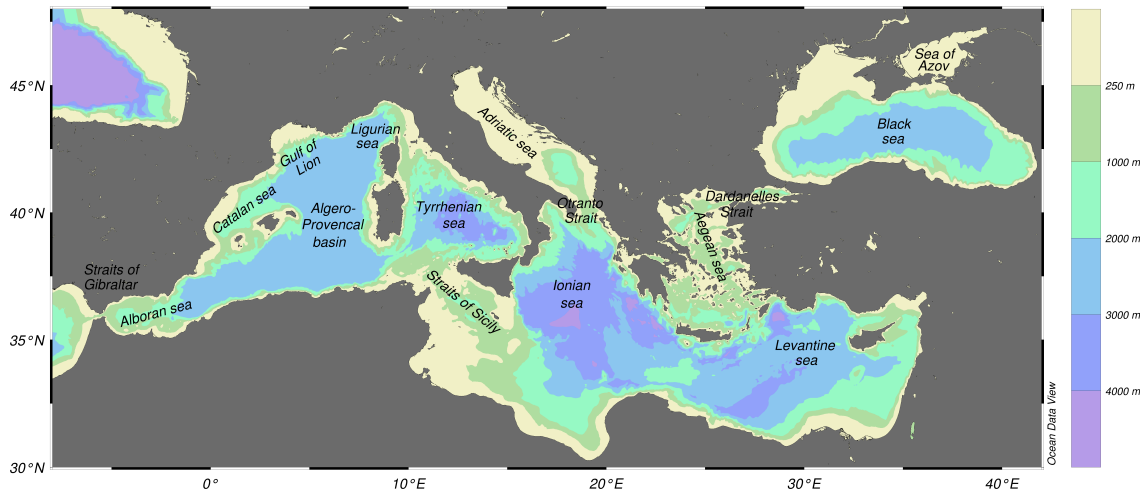 Sea of
Azov
45°N
250 m
Adriatic sea
Ligurian
sea
Black
sea
Gulf of
Lion
1000 m
Catalan sea
Dardanelles
Strait
Otranto
Strait
40°N
Algero-
Provencal
basin
Tyrrhenian
sea
Aegean sea
2000 m
Straits of
Gibraltar
Straits of Sicily
Ionian
sea
Alboran sea
3000 m
35°N
Levantine
sea
4000 m
Ocean Data View
30°N
0°
10°E
20°E
30°E
40°E